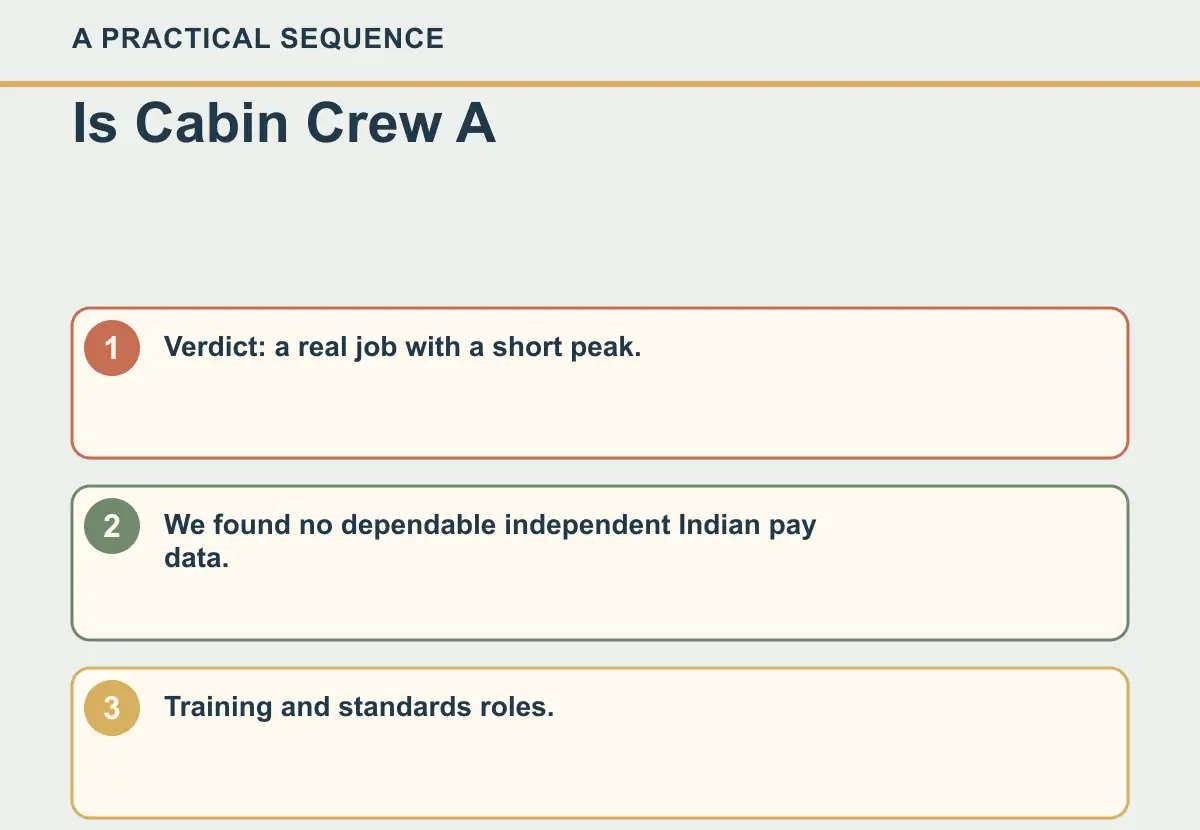 A PRACTICAL SEQUENCE
Is Cabin Crew A
1
Verdict: a real job with a short peak.
2
We found no dependable independent Indian pay
data.
3
Training and standards roles.